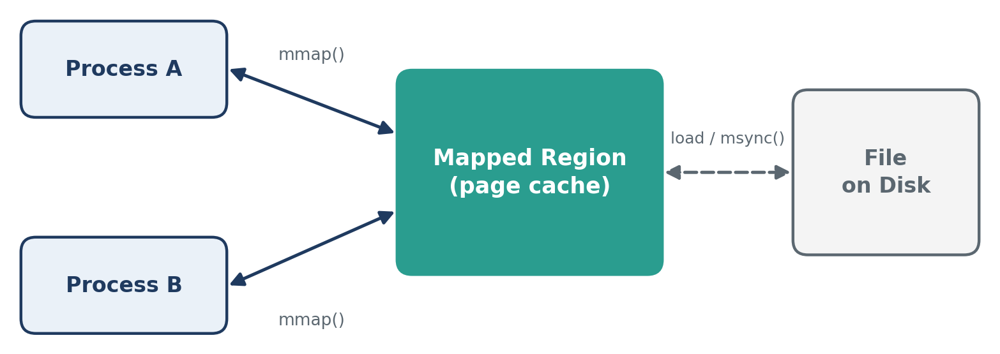 Process A
mmap()
Mapped Region
(page cache)
load / msync()
File
on Disk
Process B
mmap()